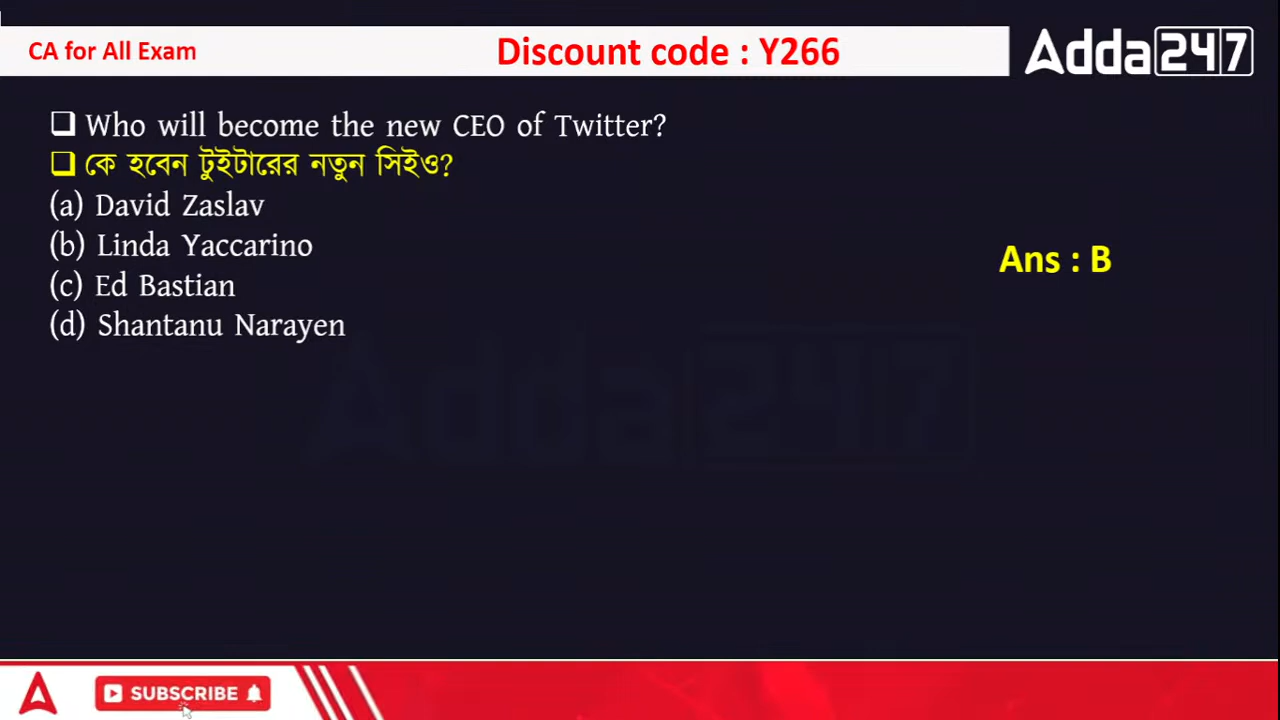 CA for All Exam
Discount code : Y266
Adda247
Who will become the new CEO of Twitter?
কে হবেন টুইটারের নতুন সিইও?
(a) David Zaslav
(b) Linda Yaccarino
(c) Ed Bastian
(d) Shantanu Narayen
Ans : B
Adda247
SUBSCRIBE